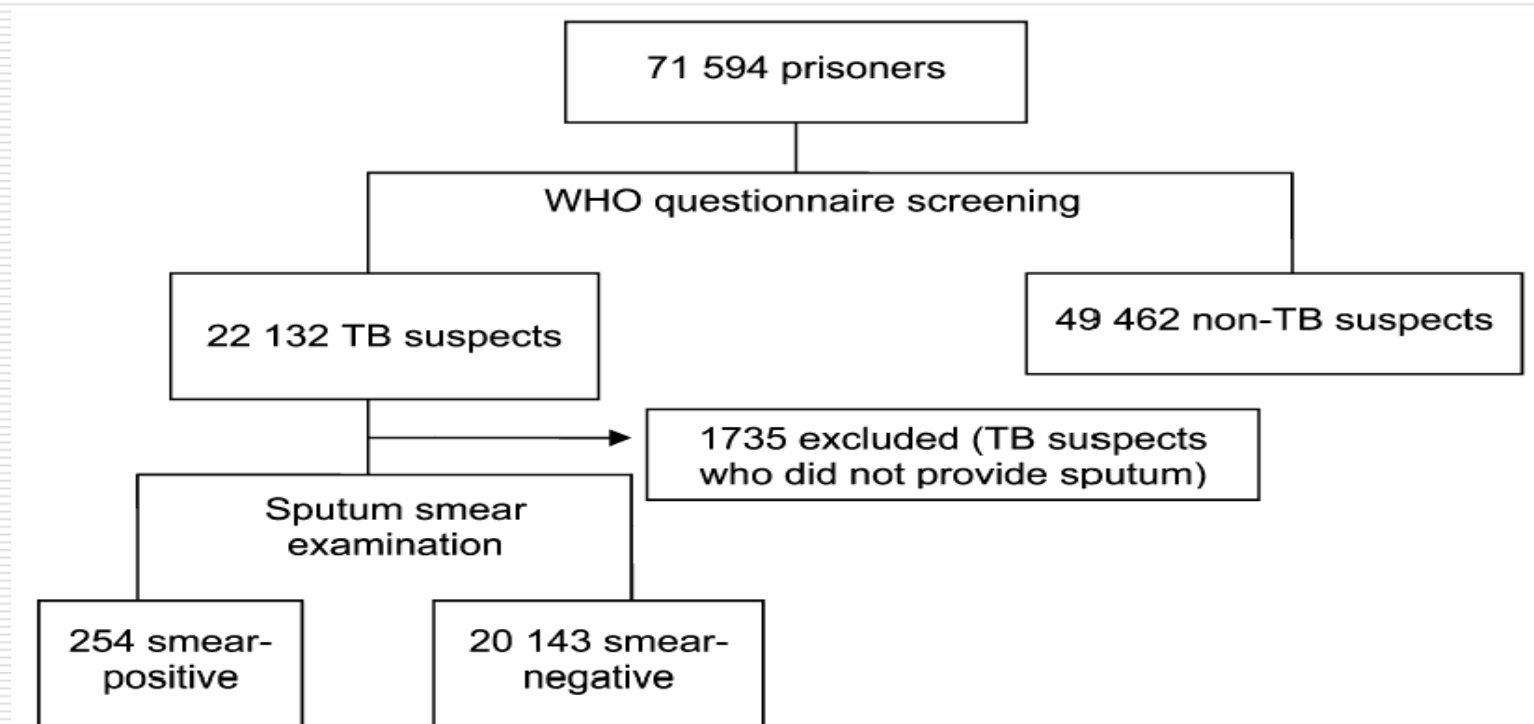 71 594 prisoners
WHO questionnaire screening
22 132 TB suspects
49 462 non-TB suspects
1735 excluded (TB suspects
who did not provide sputum)
Sputum smear
examination
254 smear-
positive
20 143 smear-
negative